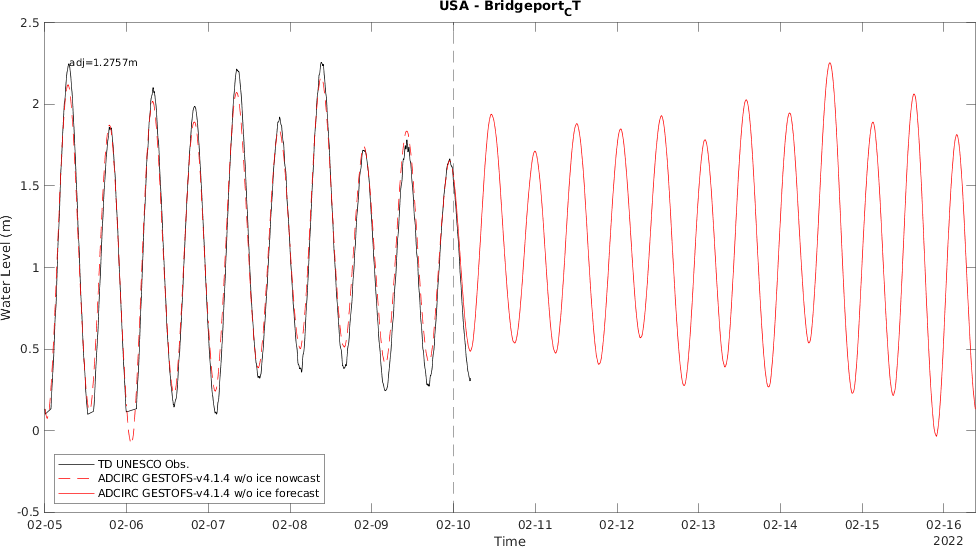 USA - Bridgeport_CT
adj=1.2757m
2.5
2
1.5
1
0.5
0
-0.5
Water Level (m)
TD UNESCO Obs.
ADCIRC GESTOFS-v4.1.4 w/o ice nowcast
ADCIRC GESTOFS-v4.1.4 w/o ice forecast
02-05 02-06 02-07 02-08 02-09 02-10 02-11 02-12 02-13 02-14 02-15 02-16
Time
2022